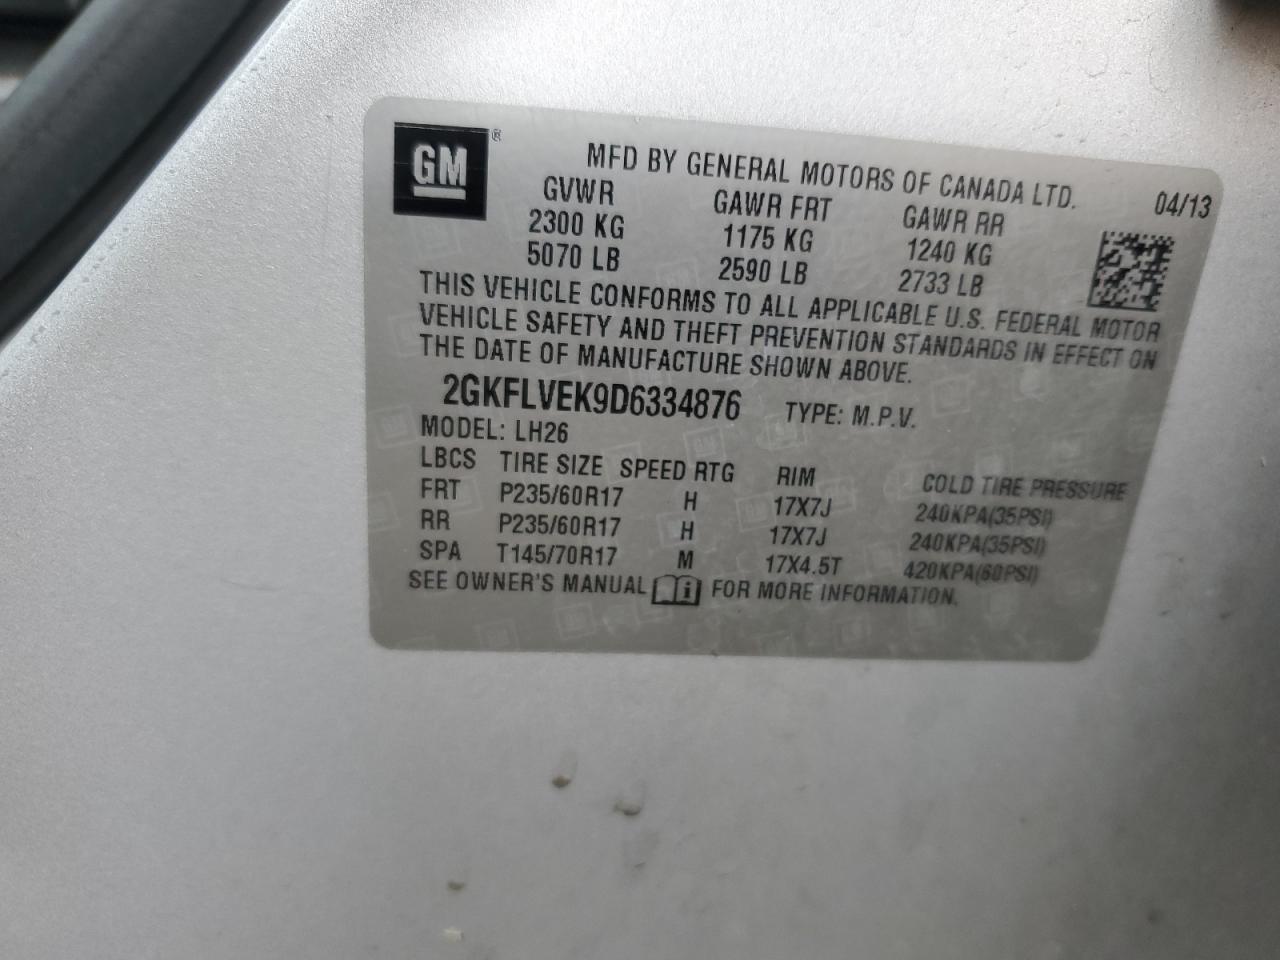 GM ®
MFD BY GENERAL MOTORS OF CANADA LTD. 04/13
GVWR GAWR FRT GAWR RR
2300 KG 1175 KG 1240 KG
5070 LB 2590 LB 2733 LB
THIS VEHICLE CONFORMS TO ALL APPLICABLE U.S. FEDERAL MOTOR
VEHICLE SAFETY AND THEFT PREVENTION STANDARDS IN EFFECT ON
THE DATE OF MANUFACTURE SHOWN ABOVE.
2GKFLVEK9D6334876 TYPE: M.P.V.
MODEL: LH26
LBCS TIRE SIZE SPEED RTG RIM COLD TIRE PRESSURE
FRT P235/60R17 H 17X7J 240KPA(35PSI)
RR P235/60R17 H 17X7J 240KPA(35PSI)
SPA T145/70R17 M 17X4.5T 420KPA(60PSI)
SEE OWNER'S MANUAL i FOR MORE INFORMATION.